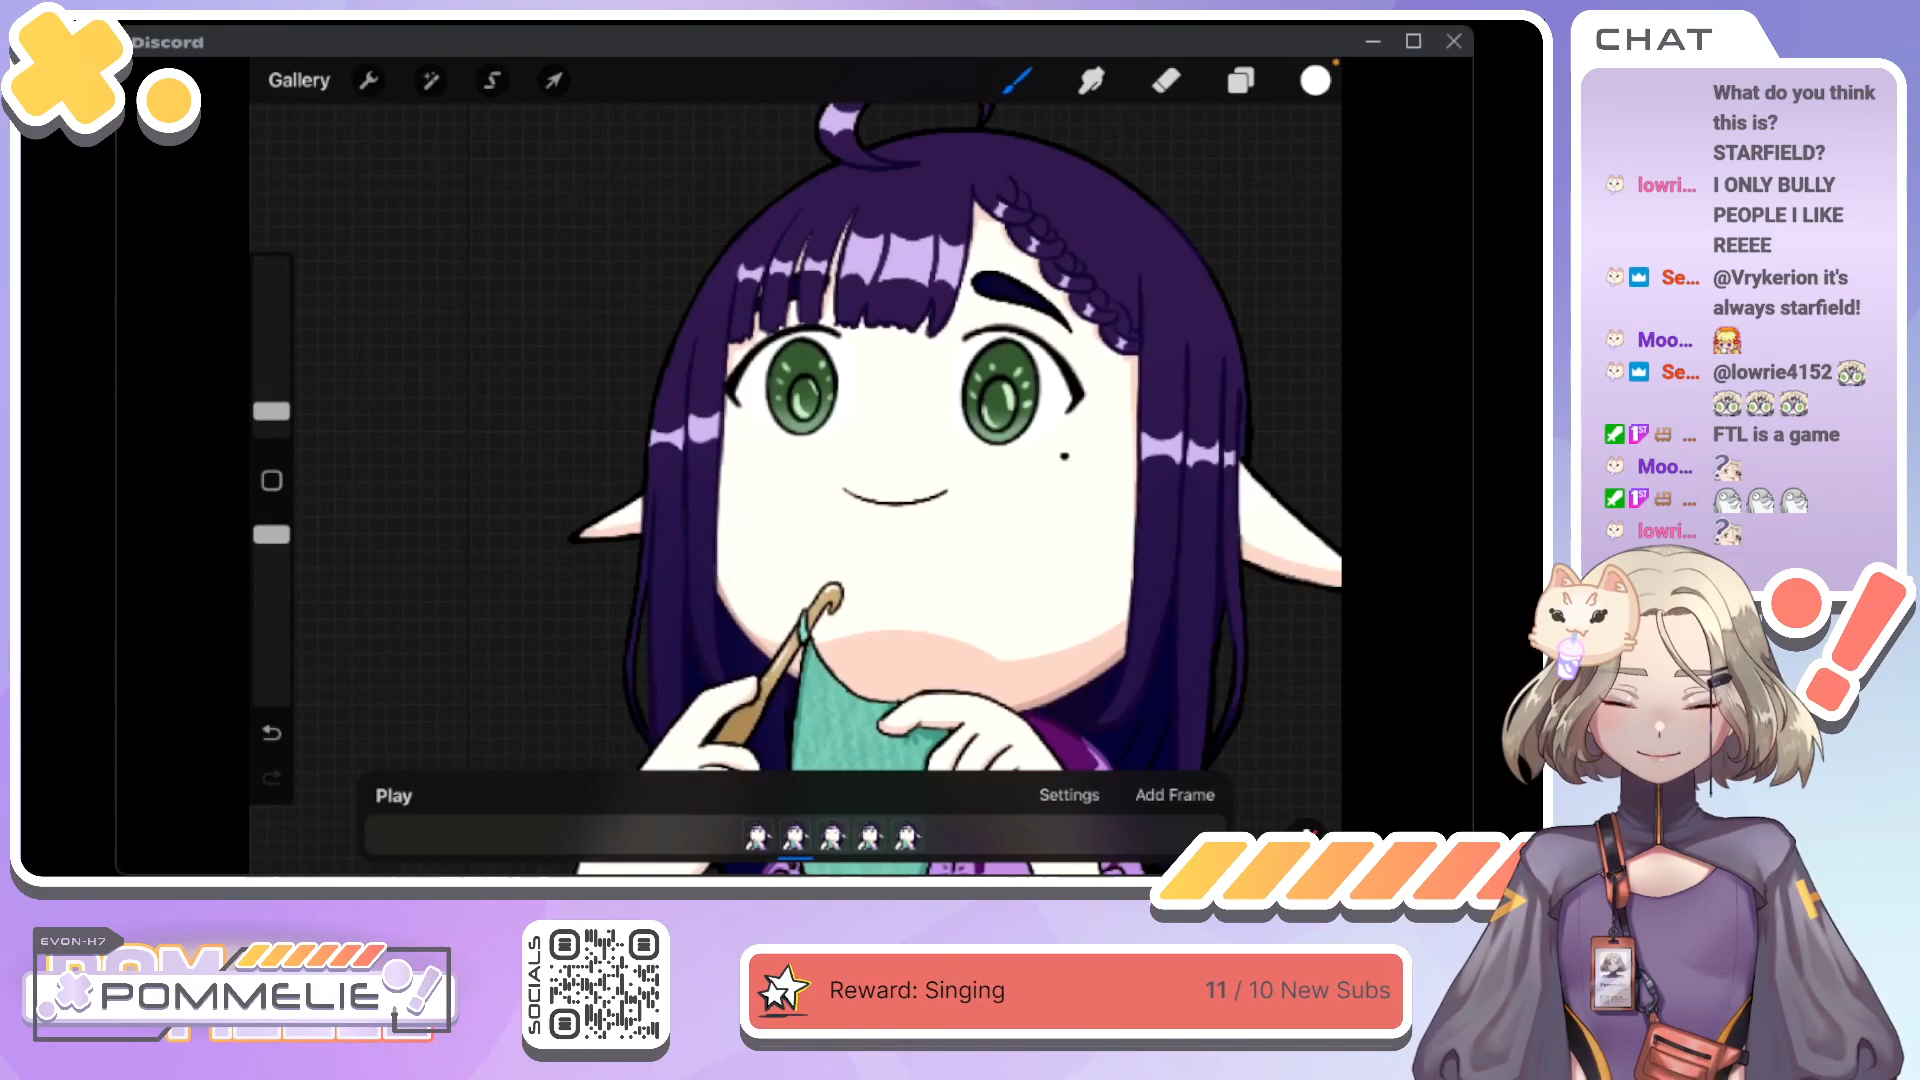 Discord
Gallery
Play
Settings
Add Frame
CHAT
What do you think
this is?
STARFIELD?
lowri... I ONLY BULLY
PEOPLE I LIKE
REEEE
Se... @Vrykerion it's
always starfield!
Moo...
Se... @lowrie4152
1ST ... FTL is a game
Moo...
1ST ...
lowri...
EVON-H7
POMMELIE
SOCIALS
Reward: Singing
11 / 10 New Subs